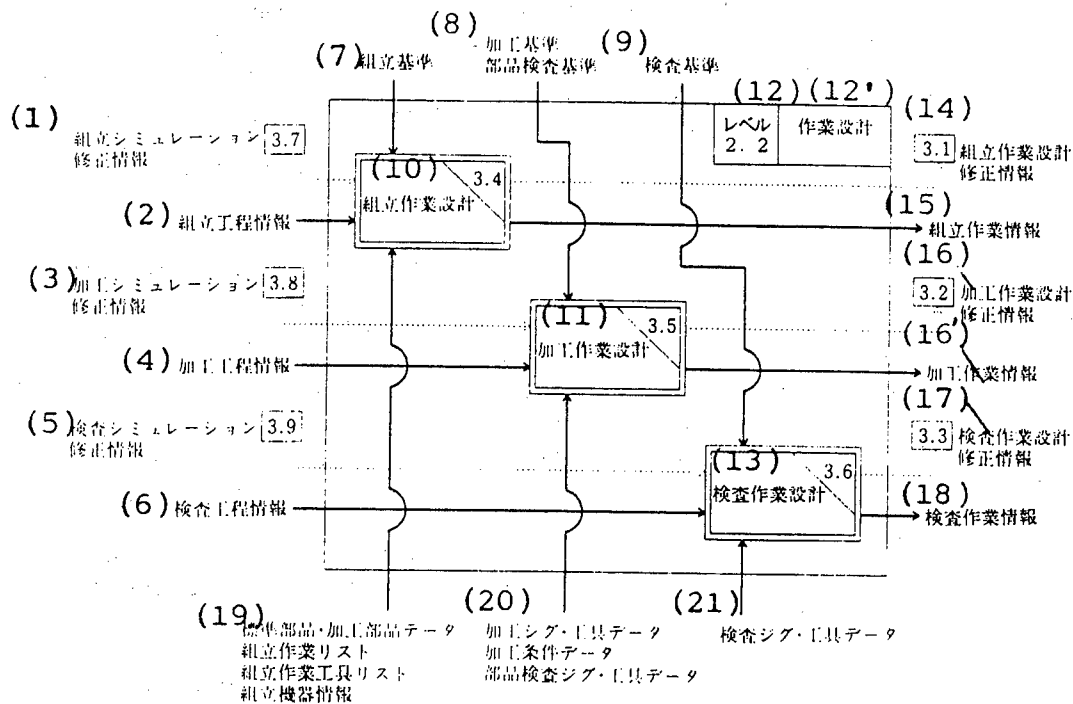 (8)
(7) 加工基準 (9)
組立基準 部品検査基準 検査基準
(12) (12')
(1) (14)
組立シミュレーション 3.7
修正情報
レベル 作業設計
2. 2
3.1 組立作業設計
修正情報
(10) 3.4
組立作業設計
(15)
(2) 組立工程情報
組立作業情報
(16)
(3) 加工シミュレーション 3.8
修正情報
3.2 加工作業設計
修正情報
(11) 3.5
加工作業設計
(16')
(4) 加工工程情報
加工作業情報
(17)
(5) 検査シミュレーション 3.9
修正情報
3.3 検査作業設計
修正情報
(13) 3.6
検査作業設計
(18)
(6) 検査工程情報
検査作業情報
(19) (20) (21)
標準部品・加工部品データ
組立作業リスト
組立作業工具リスト
組立機器情報
加工ジグ・工具データ
加工条件データ
部品検査ジグ・工具データ
検査ジグ・工具データ